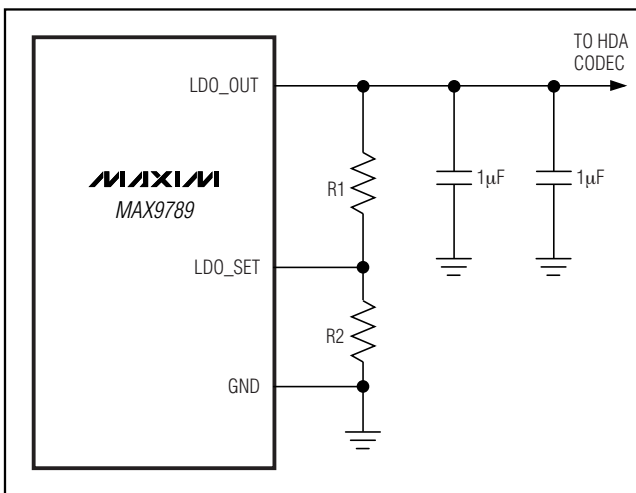 TO HDA
CODEC
LDO_OUT
MAXIM
MAX9789
R1
1μF
1μF
LDO_SET
R2
GND